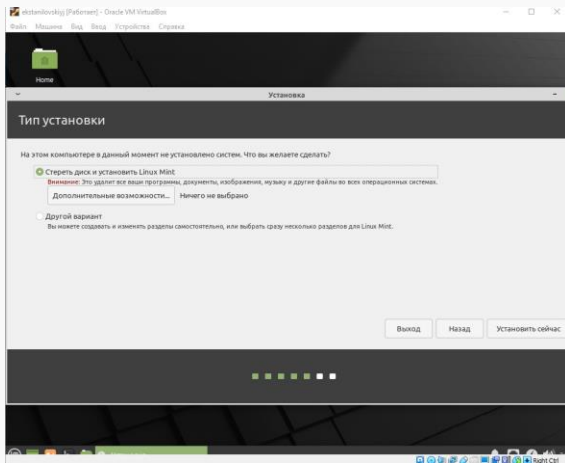 akstanilovskiy [Работает] - Oracle VM VirtualBox
Файл Машина Вид Ввод Устройства Справка
Home
Установка
Тип установки
На этом компьютере в данный момент не установлено систем. Что вы желаете сделать?
Стереть диск и установить Linux Mint
Внимание: Это удалит все ваши программы, документы, изображения, музыку и другие файлы во всех операционных системах.
Дополнительные возможности... Ничего не выбрано
Другой вариант
Вы можете создавать и изменять разделы самостоятельно, или выбрать сразу несколько разделов для Linux Mint.
Выход Назад Установить сейчас
Right Ctrl